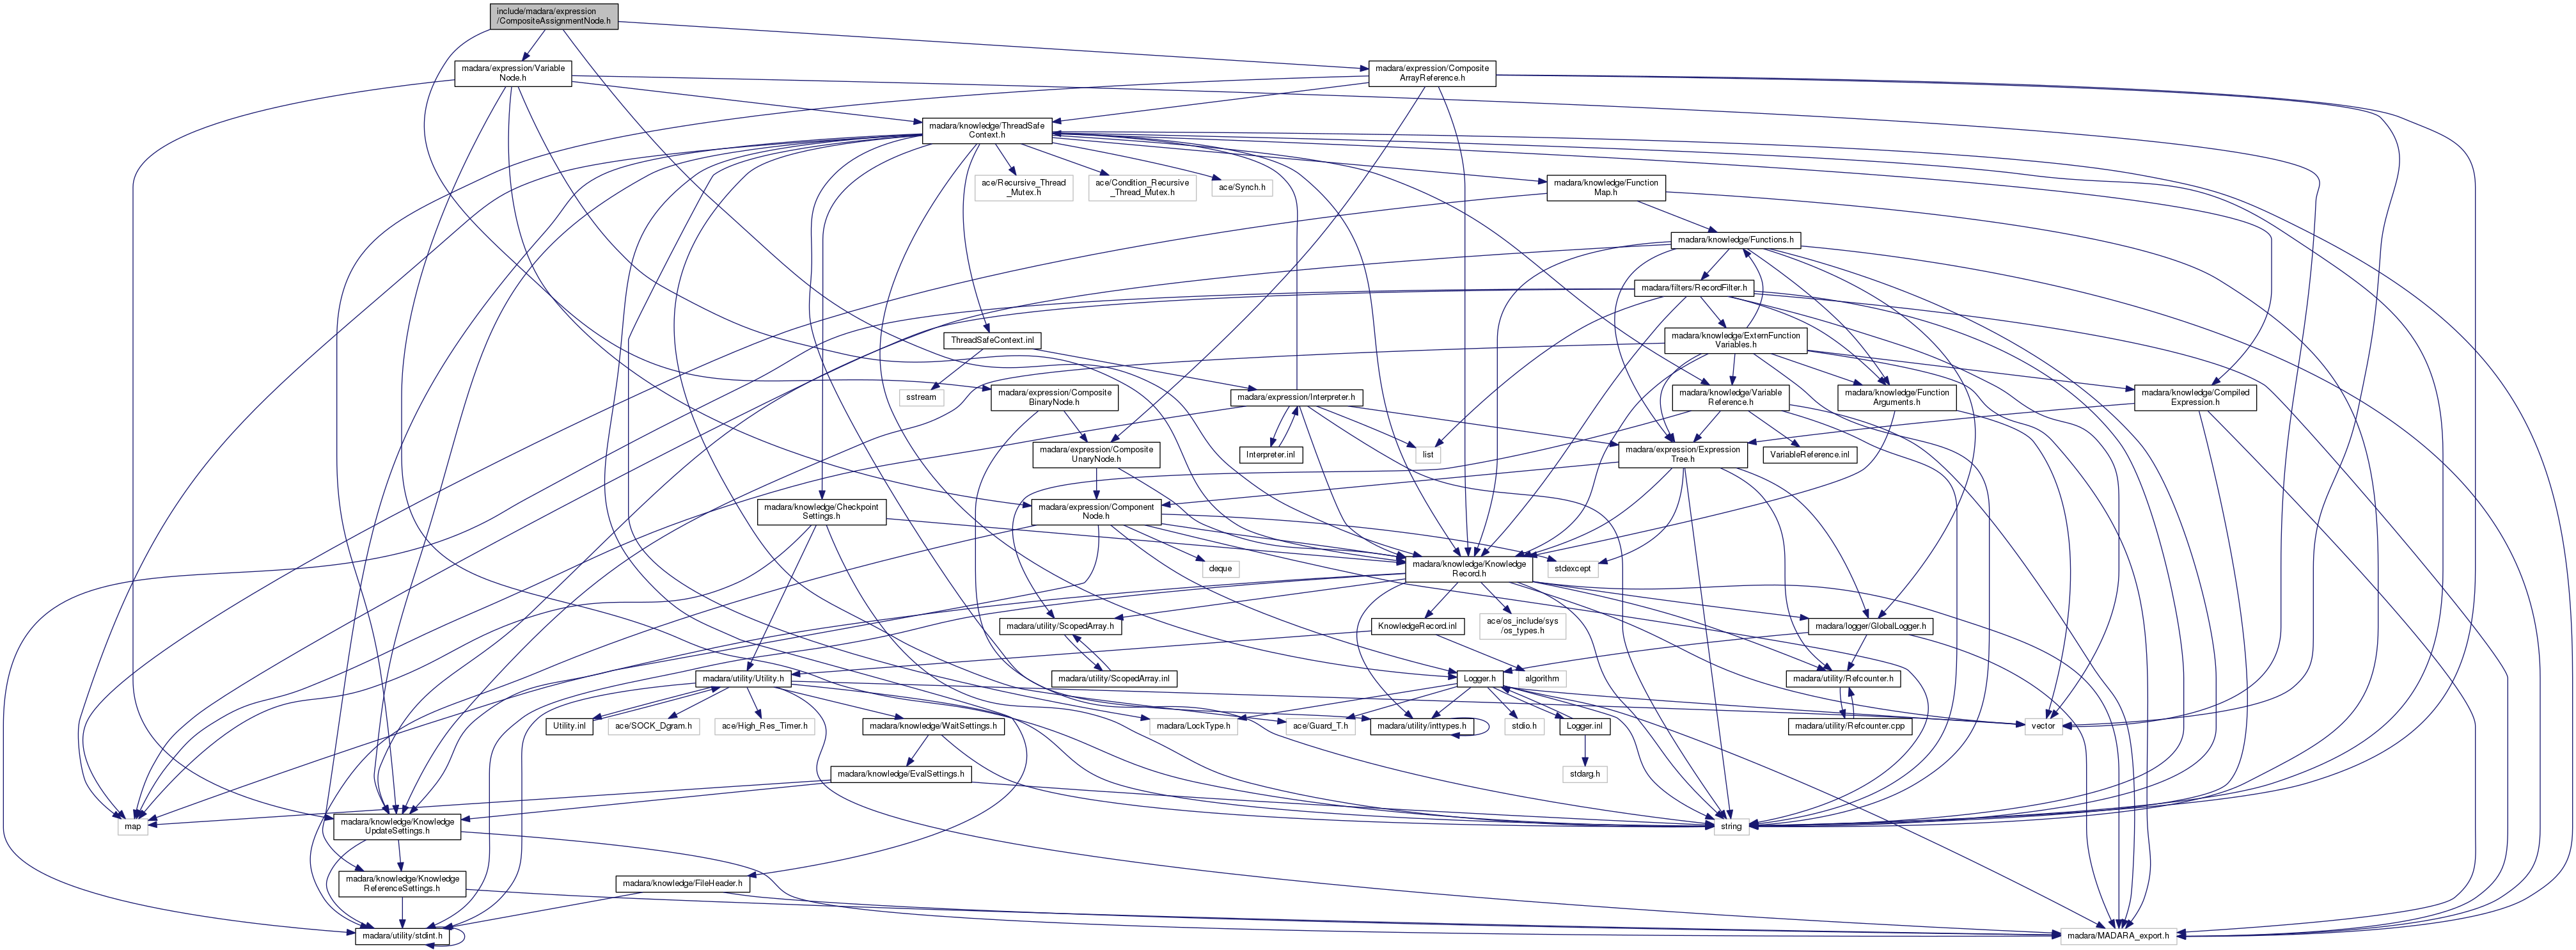 include/madara/expression
/CompositeAssignmentNode.h
madara/expression/Variable
Node.h
madara/expression/Composite
ArrayReference.h
madara/knowledge/ThreadSafe
Context.h
ace/Recursive_Thread
_Mutex.h
ace/Condition_Recursive
_Thread_Mutex.h
ace/Synch.h
madara/knowledge/Function
Map.h
madara/knowledge/Functions.h
madara/filters/RecordFilter.h
ThreadSafeContext.inl
madara/knowledge/ExternFunction
Variables.h
sstream
madara/expression/Composite
BinaryNode.h
madara/expression/Interpreter.h
madara/knowledge/Variable
Reference.h
madara/knowledge/Function
Arguments.h
madara/knowledge/Compiled
Expression.h
madara/expression/Composite
UnaryNode.h
Interpreter.inl
list
madara/expression/Expression
Tree.h
VariableReference.inl
madara/knowledge/Checkpoint
Settings.h
madara/expression/Component
Node.h
deque
madara/knowledge/Knowledge
Record.h
stdexcept
madara/utility/ScopedArray.h
KnowledgeRecord.inl
ace/os_include/sys
/os_types.h
madara/logger/GlobalLogger.h
madara/utility/Utility.h
madara/utility/ScopedArray.inl
Logger.h
algorithm
madara/utility/Refcounter.h
Utility.inl
ace/SOCK_Dgram.h
ace/High_Res_Timer.h
madara/knowledge/WaitSettings.h
madara/LockType.h
ace/Guard_T.h
madara/utility/inttypes.h
stdio.h
Logger.inl
madara/utility/Refcounter.cpp
vector
madara/knowledge/EvalSettings.h
stdarg.h
map
madara/knowledge/Knowledge
UpdateSettings.h
string
madara/knowledge/Knowledge
ReferenceSettings.h
madara/knowledge/FileHeader.h
madara/utility/stdint.h
madara/MADARA_export.h